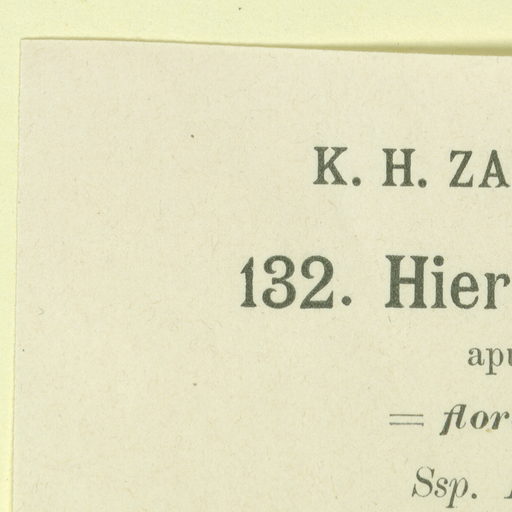 K. H. ZA
132. Hier
apu
= flor
Ssp.